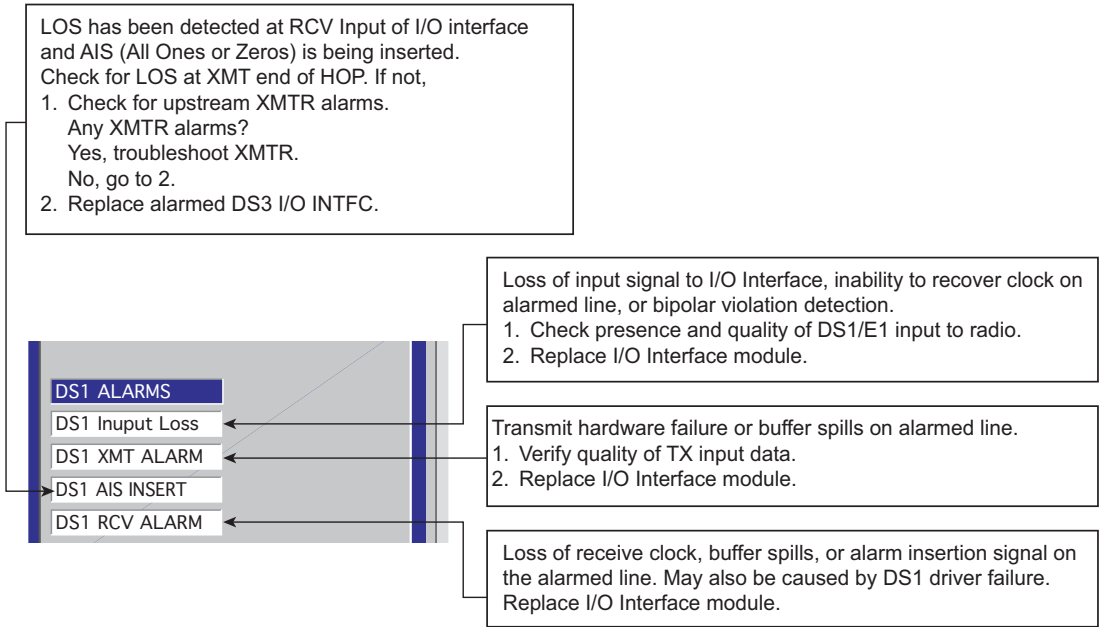 LOS has been detected at RCV Input of I/O interface
and AIS (All Ones or Zeros) is being inserted.
Check for LOS at XMT end of HOP. If not,
1. Check for upstream XMTR alarms.
Any XMTR alarms?
Yes, troubleshoot XMTR.
No, go to 2.
2. Replace alarmed DS3 I/O INTFC.
Loss of input signal to I/O Interface, inability to recover clock on
alarmed line, or bipolar violation detection.
1. Check presence and quality of DS1/E1 input to radio.
2. Replace I/O Interface module.
DS1 ALARMS
DS1 Inuput Loss
DS1 XMT ALARM
DS1 AIS INSERT
DS1 RCV ALARM
Transmit hardware failure or buffer spills on alarmed line.
1. Verify quality of TX input data.
2. Replace I/O Interface module.
Loss of receive clock, buffer spills, or alarm insertion signal on
the alarmed line. May also be caused by DS1 driver failure.
Replace I/O Interface module.